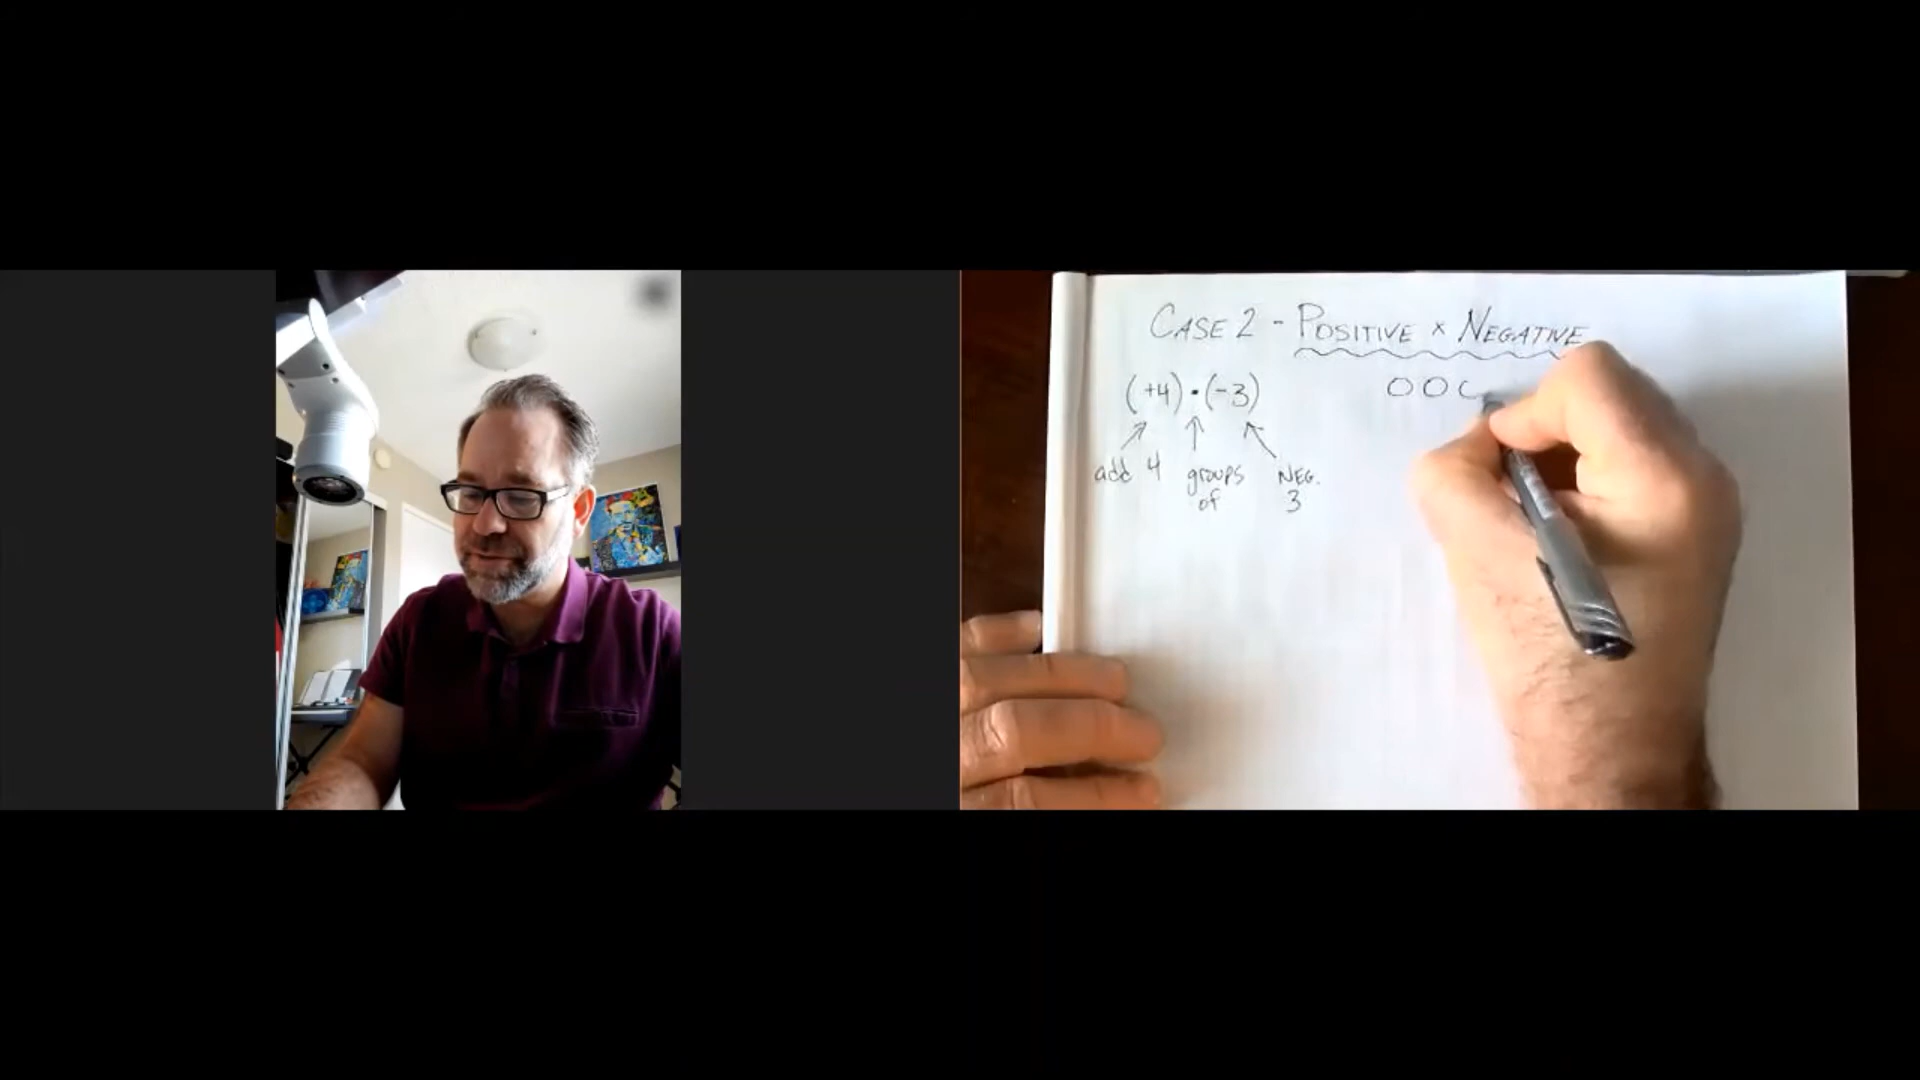 CASE 2 - POSITIVE × NEGATIVE
(+4) • (-3)
add 4 groups of NEG. 3